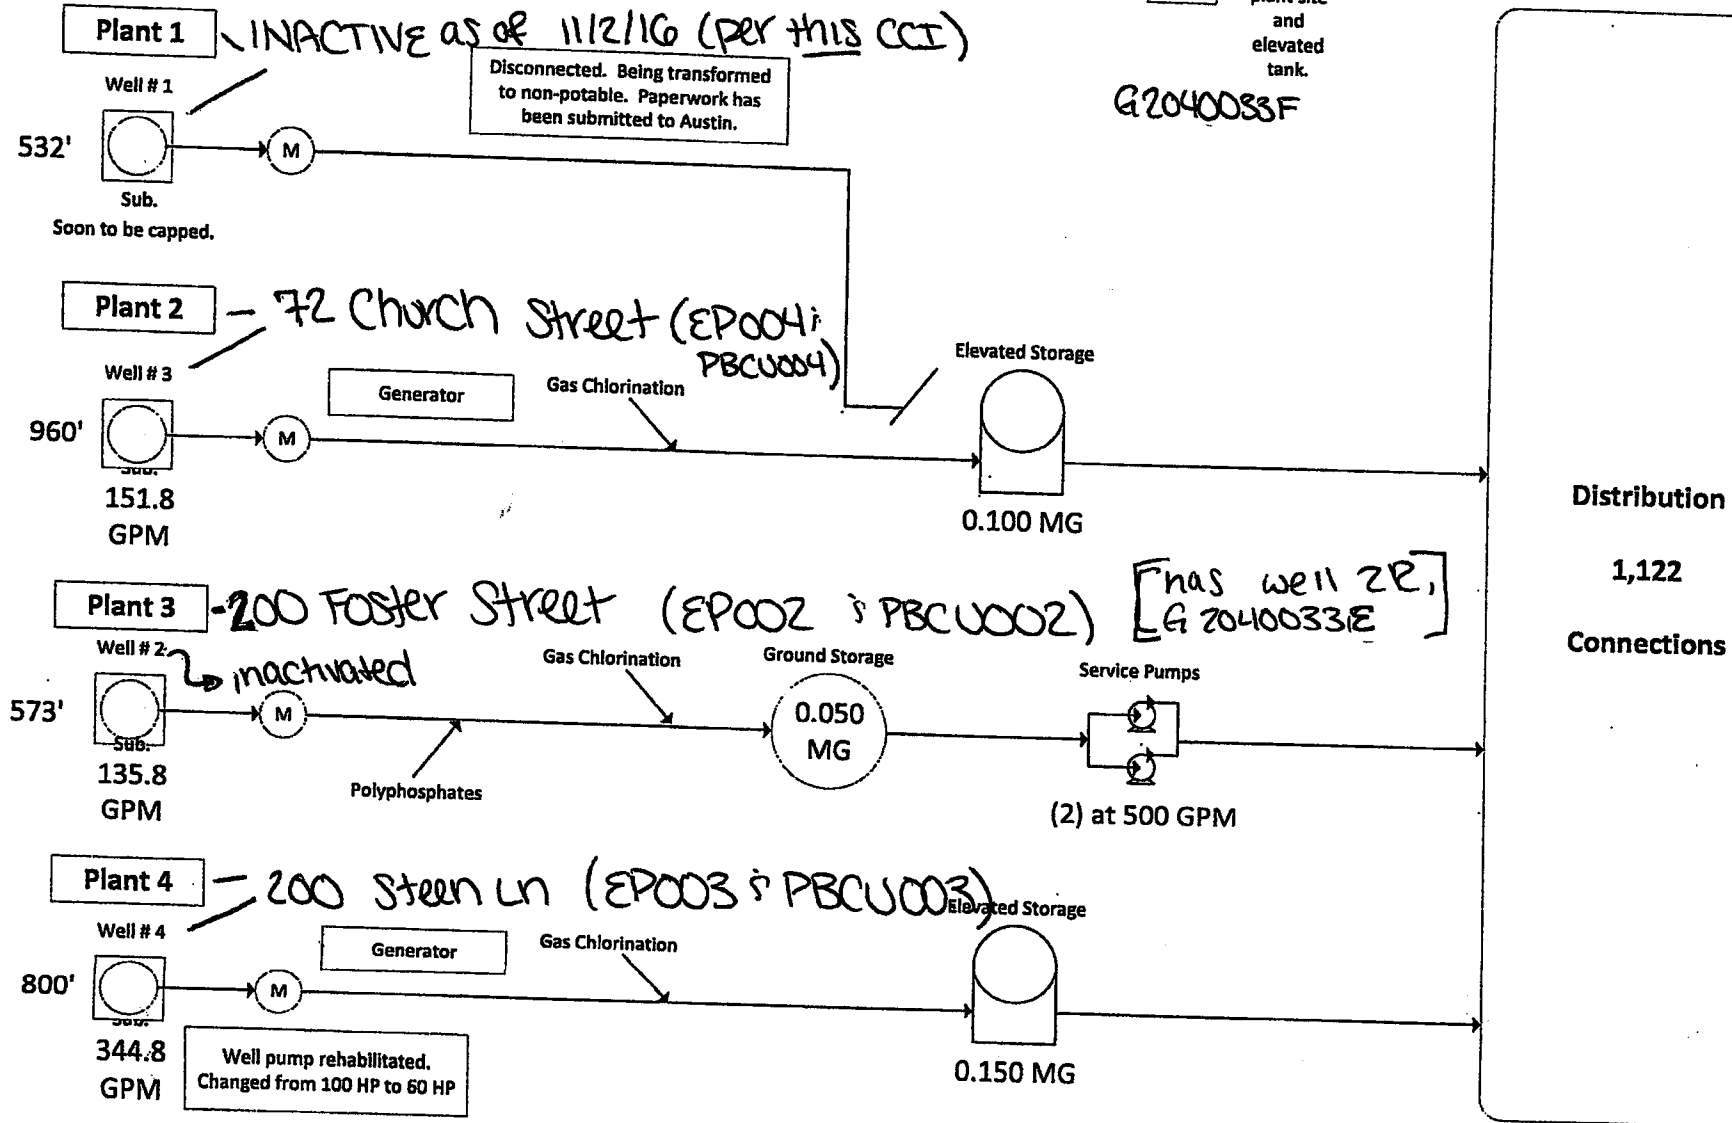 Plant 1
INACTIVE as of 11/2/16 (per this CCI)
Disconnected. Being transformed
to non-potable. Paperwork has
been submitted to Austin.
plant site
and
elevated
tank.
G2040033F
Well # 1
532'
M
Sub.
Soon to be capped.
Plant 2
- 72 Church Street (EP004 &
PBCU004)
Well # 3
Generator
Gas Chlorination
Elevated Storage
960'
M
Sub.
151.8
GPM
0.100 MG
Distribution
1,122
Connections
Plant 3
-200 Foster Street (EP002 & PBCU002)
[has well 2R,
G2040033E]
Well # 2
inactivated
Gas Chlorination
Ground Storage
Service Pumps
573'
M
0.050
MG
Sub.
135.8
GPM
Polyphosphates
(2) at 500 GPM
Plant 4
- 200 Steen Ln (EP003 & PBCU003)
Elevated Storage
Well # 4
Generator
Gas Chlorination
800'
M
Sub.
344.8
GPM
Well pump rehabilitated.
Changed from 100 HP to 60 HP
0.150 MG